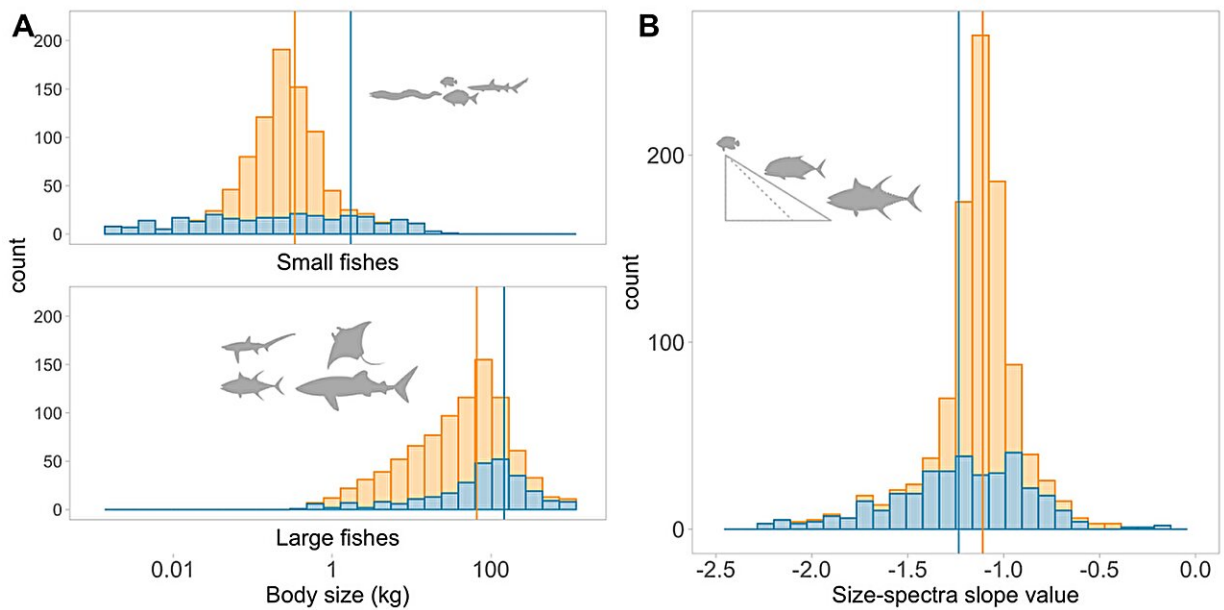 A
200
150
100
50
0
Small fishes
count
200
150
100
50
0
Large fishes
0.01 1 100
Body size (kg)
B
200
100
0
count
-2.5 -2.0 -1.5 -1.0 -0.5 0.0
Size-spectra slope value